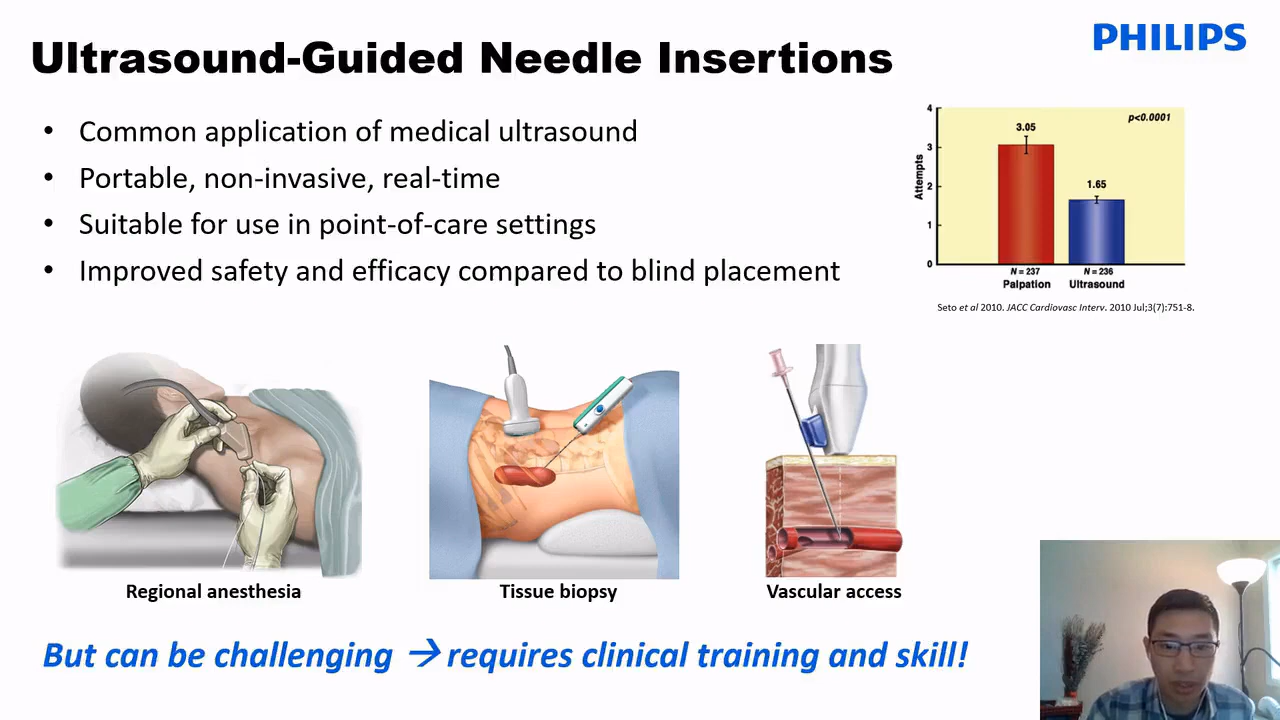 Ultrasound-Guided Needle Insertions
PHILIPS
• Common application of medical ultrasound
• Portable, non-invasive, real-time
• Suitable for use in point-of-care settings
• Improved safety and efficacy compared to blind placement
4
3
2
1
0
Attempts
p<0.0001
3.05
1.65
N = 237
N = 236
Palpation
Ultrasound
Seto et al 2010. JACC Cardiovasc Interv. 2010 Jul;3(7):751-8.
Regional anesthesia
Tissue biopsy
Vascular access
But can be challenging → requires clinical training and skill!